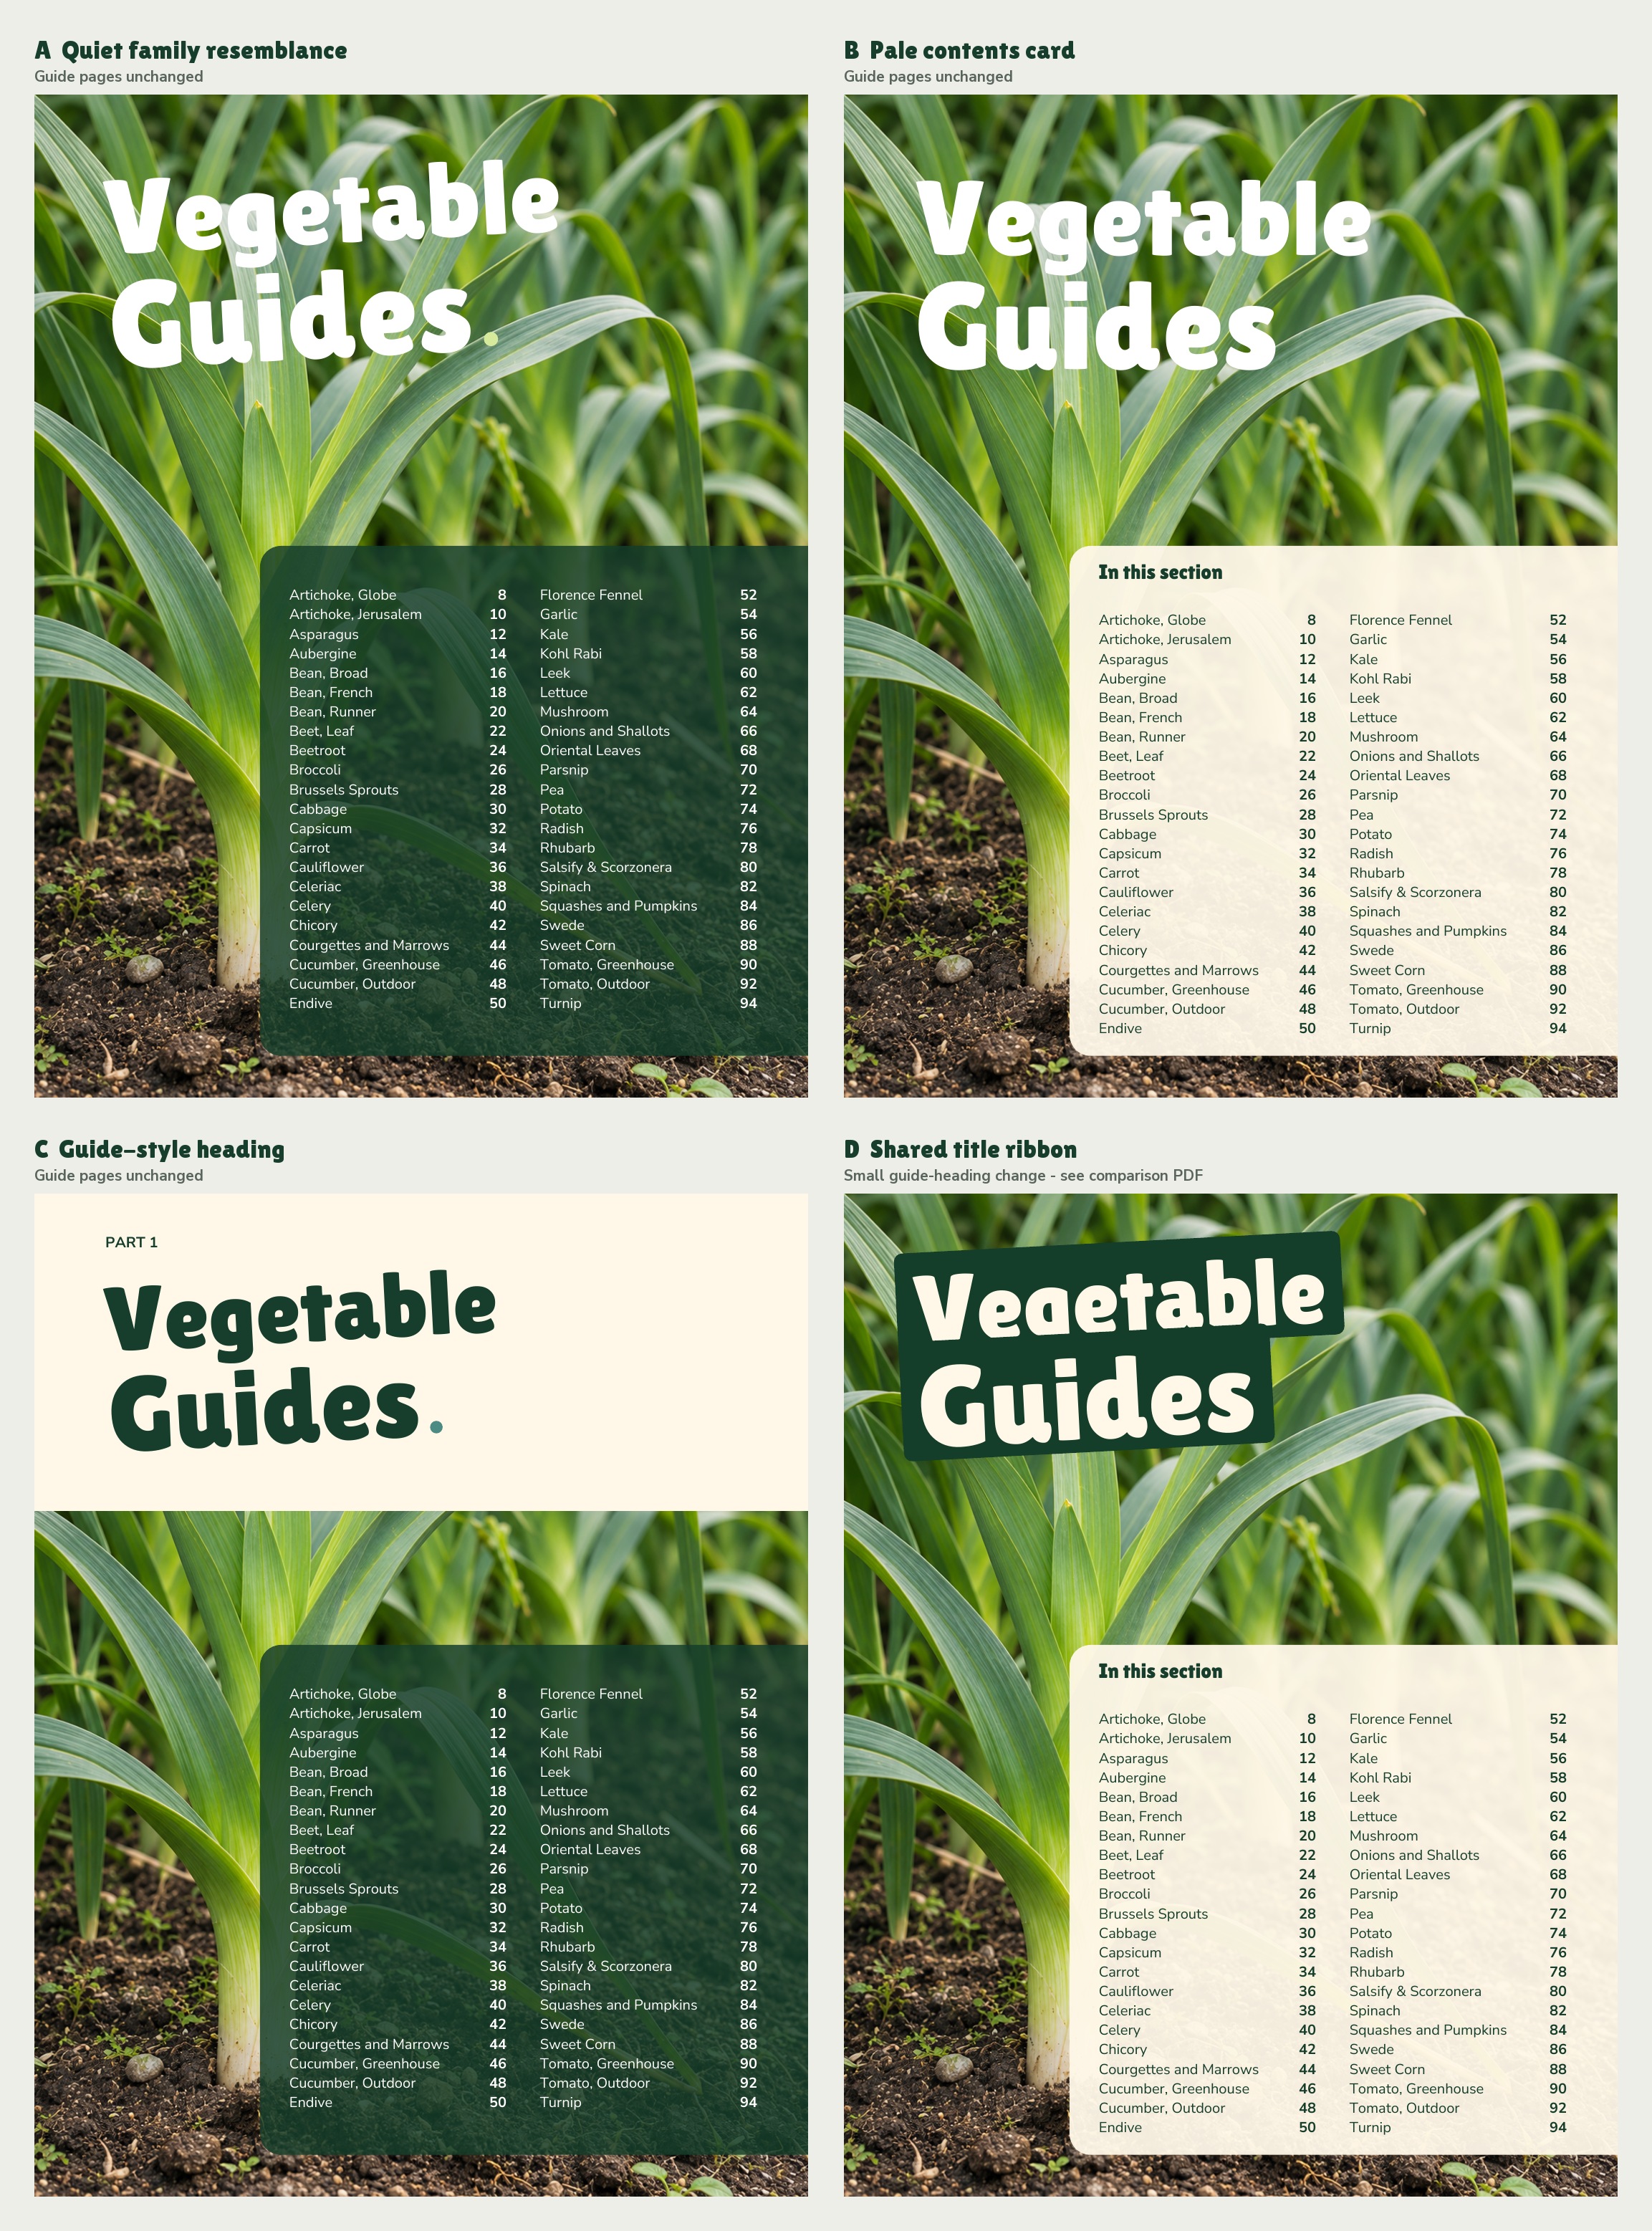 A Quiet family resemblance
Guide pages unchanged
Vegetable
Guides.
Artichoke, Globe 8 Florence Fennel 52
Artichoke, Jerusalem 10 Garlic 54
Asparagus 12 Kale 56
Aubergine 14 Kohl Rabi 58
Bean, Broad 16 Leek 60
Bean, French 18 Lettuce 62
Bean, Runner 20 Mushroom 64
Beet, Leaf 22 Onions and Shallots 66
Beetroot 24 Oriental Leaves 68
Broccoli 26 Parsnip 70
Brussels Sprouts 28 Pea 72
Cabbage 30 Potato 74
Capsicum 32 Radish 76
Carrot 34 Rhubarb 78
Cauliflower 36 Salsify & Scorzonera 80
Celeriac 38 Spinach 82
Celery 40 Squashes and Pumpkins 84
Chicory 42 Swede 86
Courgettes and Marrows 44 Sweet Corn 88
Cucumber, Greenhouse 46 Tomato, Greenhouse 90
Cucumber, Outdoor 48 Tomato, Outdoor 92
Endive 50 Turnip 94
B Pale contents card
Guide pages unchanged
Vegetable
Guides
In this section
Artichoke, Globe 8 Florence Fennel 52
Artichoke, Jerusalem 10 Garlic 54
Asparagus 12 Kale 56
Aubergine 14 Kohl Rabi 58
Bean, Broad 16 Leek 60
Bean, French 18 Lettuce 62
Bean, Runner 20 Mushroom 64
Beet, Leaf 22 Onions and Shallots 66
Beetroot 24 Oriental Leaves 68
Broccoli 26 Parsnip 70
Brussels Sprouts 28 Pea 72
Cabbage 30 Potato 74
Capsicum 32 Radish 76
Carrot 34 Rhubarb 78
Cauliflower 36 Salsify & Scorzonera 80
Celeriac 38 Spinach 82
Celery 40 Squashes and Pumpkins 84
Chicory 42 Swede 86
Courgettes and Marrows 44 Sweet Corn 88
Cucumber, Greenhouse 46 Tomato, Greenhouse 90
Cucumber, Outdoor 48 Tomato, Outdoor 92
Endive 50 Turnip 94
C Guide-style heading
Guide pages unchanged
PART 1
Vegetable
Guides.
Artichoke, Globe 8 Florence Fennel 52
Artichoke, Jerusalem 10 Garlic 54
Asparagus 12 Kale 56
Aubergine 14 Kohl Rabi 58
Bean, Broad 16 Leek 60
Bean, French 18 Lettuce 62
Bean, Runner 20 Mushroom 64
Beet, Leaf 22 Onions and Shallots 66
Beetroot 24 Oriental Leaves 68
Broccoli 26 Parsnip 70
Brussels Sprouts 28 Pea 72
Cabbage 30 Potato 74
Capsicum 32 Radish 76
Carrot 34 Rhubarb 78
Cauliflower 36 Salsify & Scorzonera 80
Celeriac 38 Spinach 82
Celery 40 Squashes and Pumpkins 84
Chicory 42 Swede 86
Courgettes and Marrows 44 Sweet Corn 88
Cucumber, Greenhouse 46 Tomato, Greenhouse 90
Cucumber, Outdoor 48 Tomato, Outdoor 92
Endive 50 Turnip 94
D Shared title ribbon
Small guide-heading change - see comparison PDF
Vegetable
Guides
In this section
Artichoke, Globe 8 Florence Fennel 52
Artichoke, Jerusalem 10 Garlic 54
Asparagus 12 Kale 56
Aubergine 14 Kohl Rabi 58
Bean, Broad 16 Leek 60
Bean, French 18 Lettuce 62
Bean, Runner 20 Mushroom 64
Beet, Leaf 22 Onions and Shallots 66
Beetroot 24 Oriental Leaves 68
Broccoli 26 Parsnip 70
Brussels Sprouts 28 Pea 72
Cabbage 30 Potato 74
Capsicum 32 Radish 76
Carrot 34 Rhubarb 78
Cauliflower 36 Salsify & Scorzonera 80
Celeriac 38 Spinach 82
Celery 40 Squashes and Pumpkins 84
Chicory 42 Swede 86
Courgettes and Marrows 44 Sweet Corn 88
Cucumber, Greenhouse 46 Tomato, Greenhouse 90
Cucumber, Outdoor 48 Tomato, Outdoor 92
Endive 50 Turnip 94